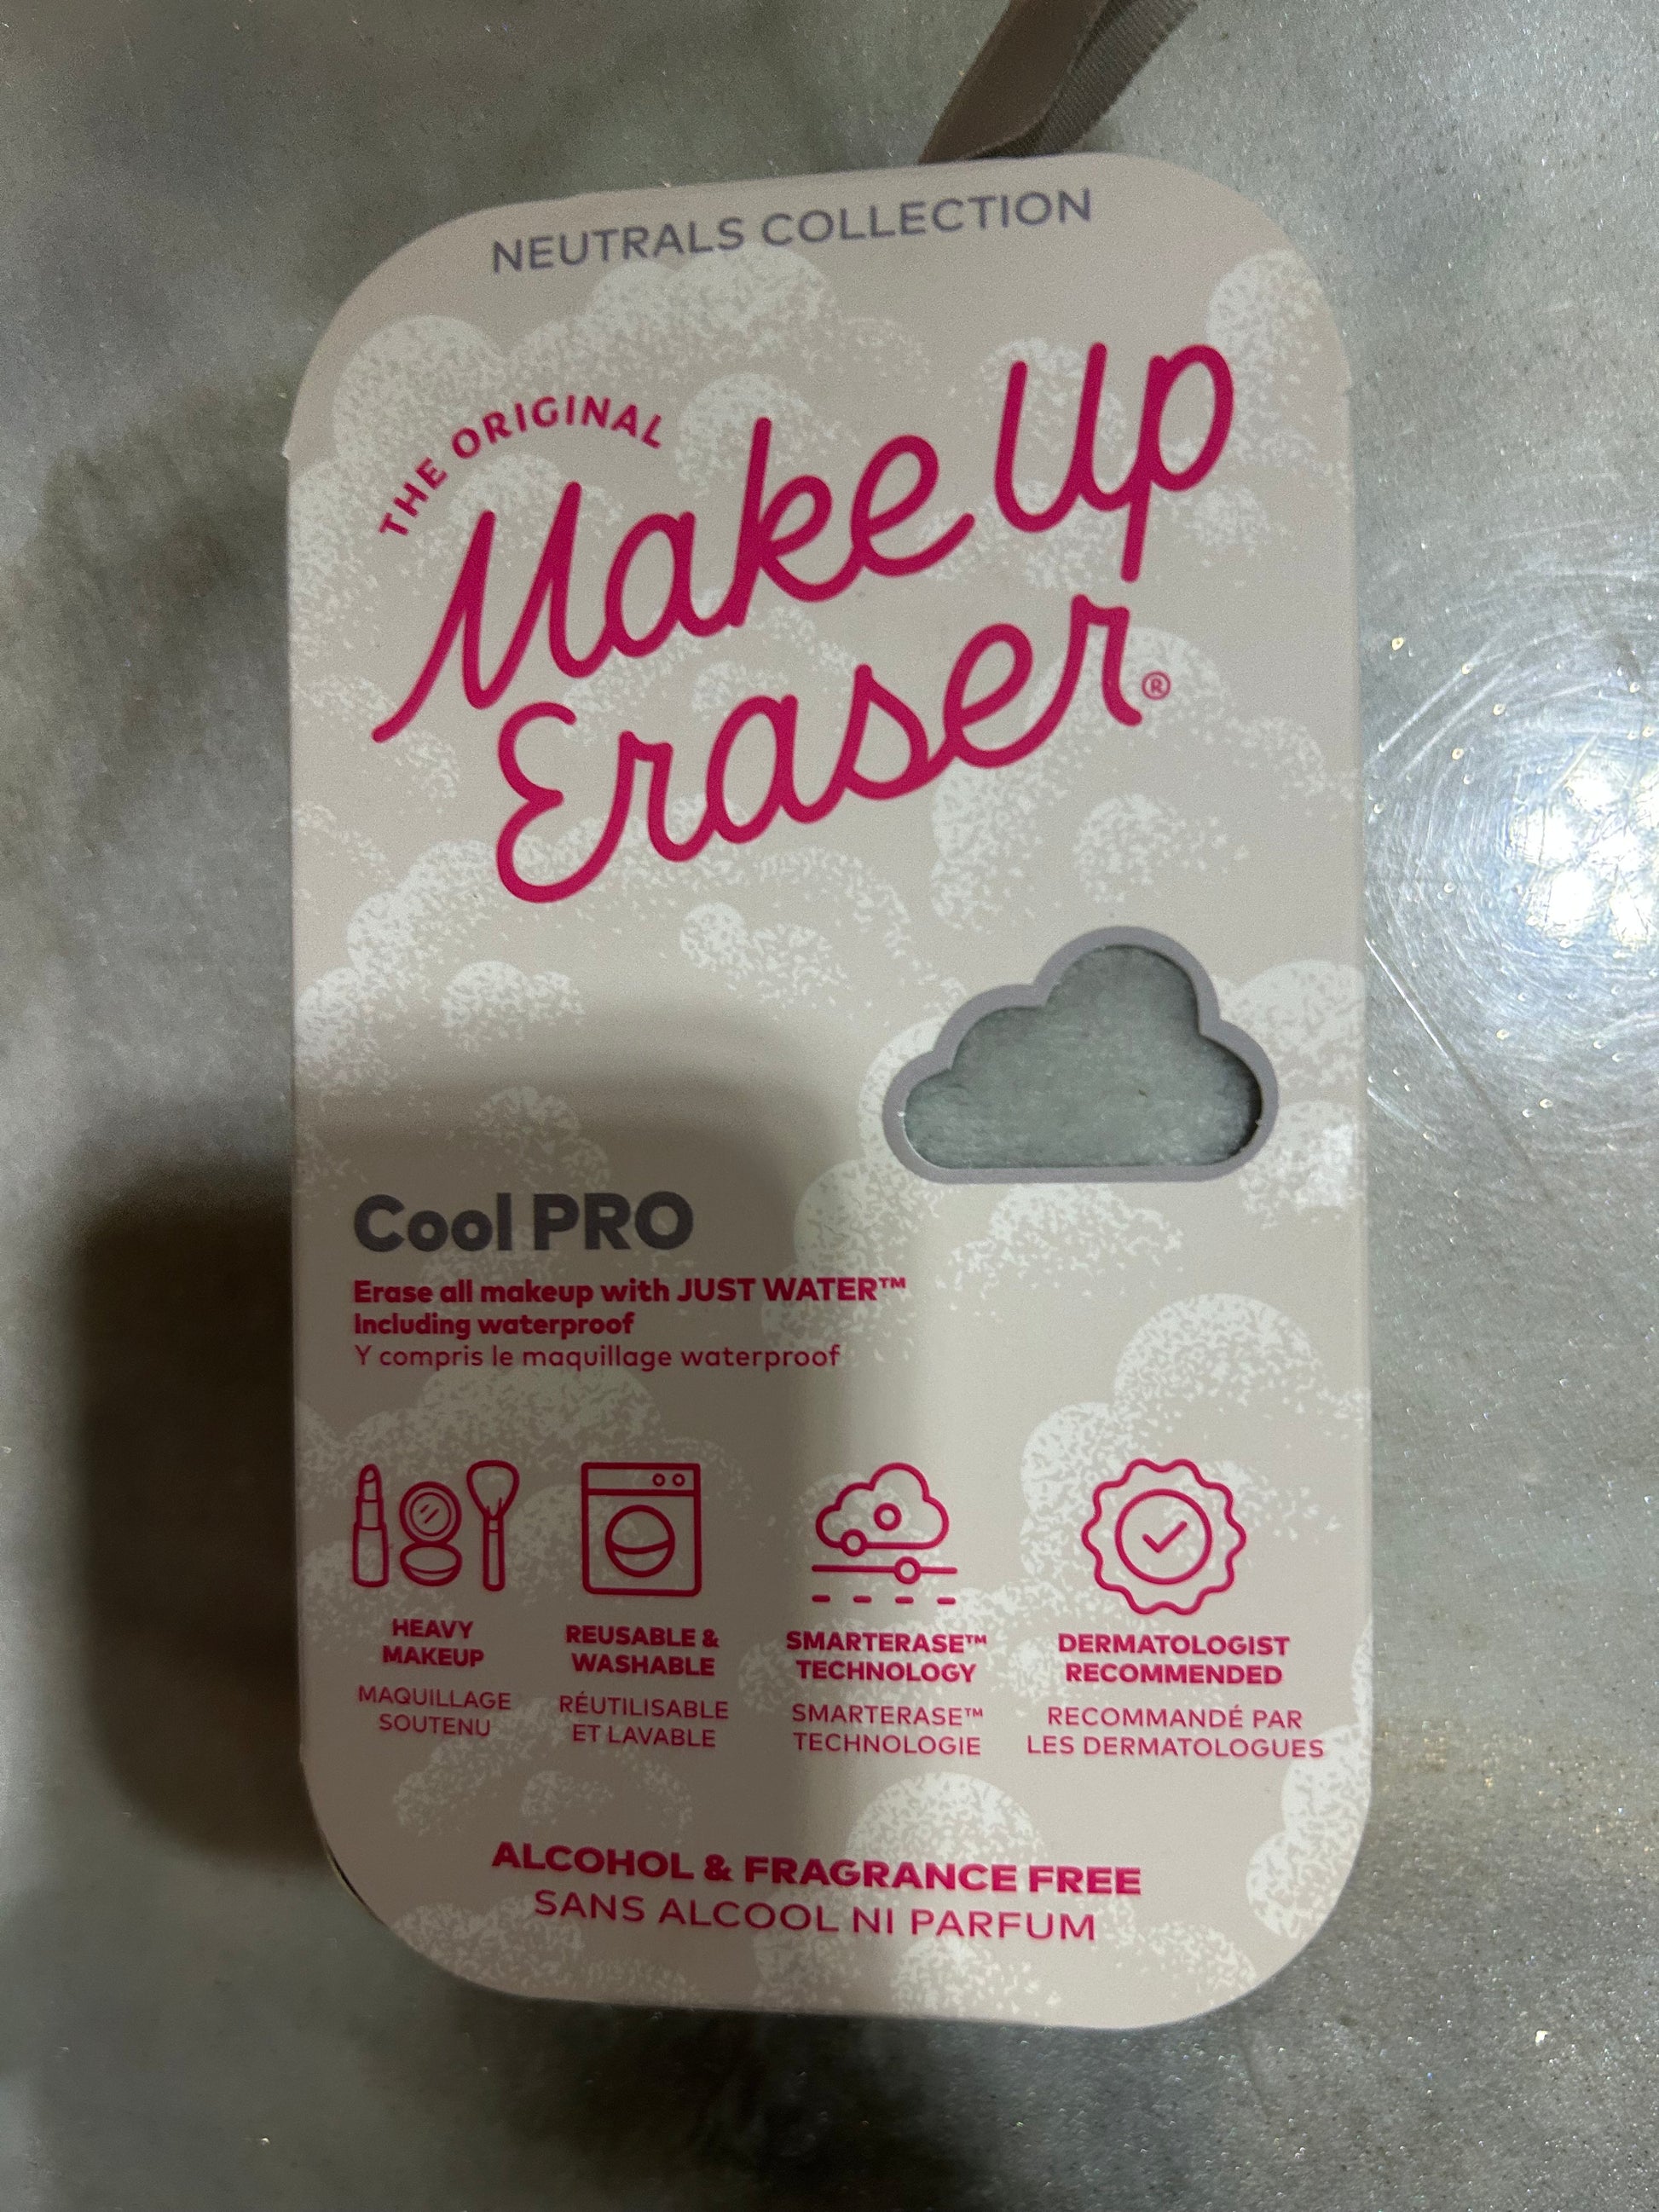 NEUTRALS COLLECTION
THE ORIGINAL
MakeUp
Eraser®
Cool PRO
Erase all makeup with JUST WATER™
Including waterproof
Y compris le maquillage waterproof
HEAVY
MAKEUP
MAQUILLAGE
SOUTENU
REUSABLE &
WASHABLE
RÉUTILISABLE
ET LAVABLE
SMARTERASE™
TECHNOLOGY
SMARTERASE™
TECHNOLOGIE
DERMATOLOGIST
RECOMMENDED
RECOMMANDÉ PAR
LES DERMATOLOGUES
ALCOHOL & FRAGRANCE FREE
SANS ALCOOL NI PARFUM